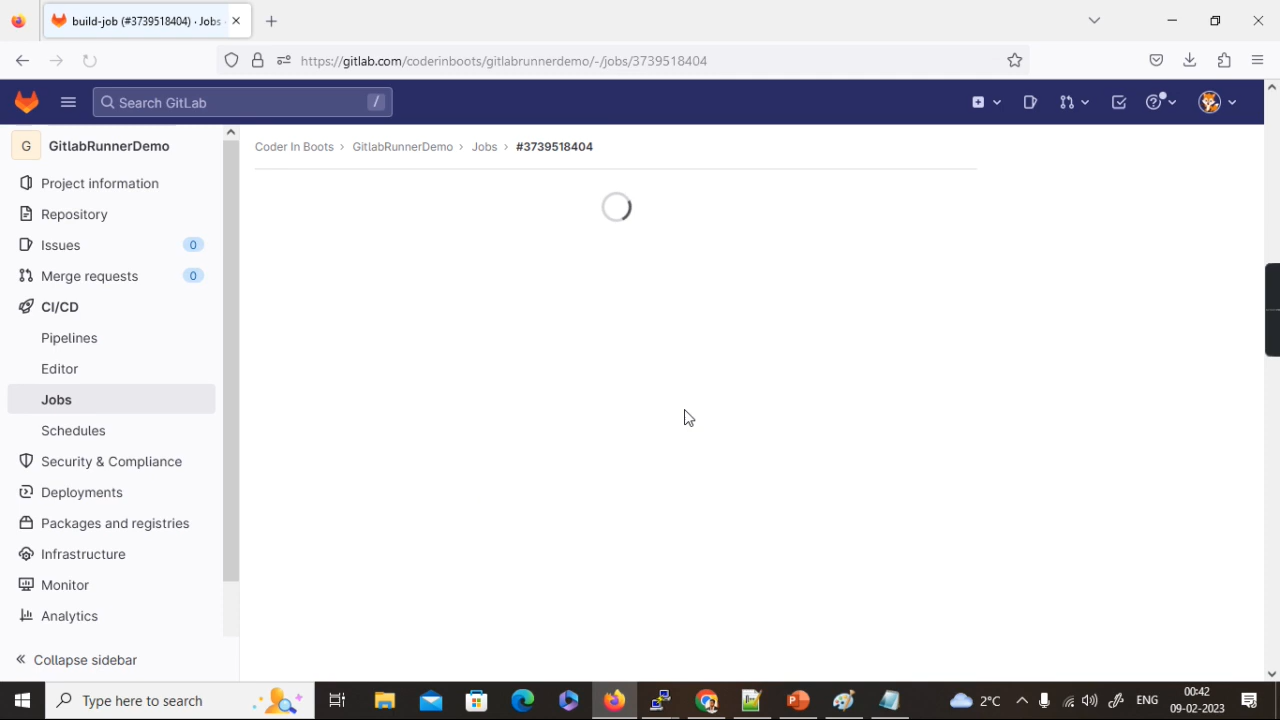 build-job (#3739518404) · Jobs ·
https://gitlab.com/coderinboots/gitlabrunnerdemo/-/jobs/3739518404
Search GitLab /
G GitlabRunnerDemo
Coder In Boots > GitlabRunnerDemo > Jobs > #3739518404
Project information
Repository
Issues 0
Merge requests 0
CI/CD
Pipelines
Editor
Jobs
Schedules
Security & Compliance
Deployments
Packages and registries
Infrastructure
Monitor
Analytics
Collapse sidebar
Type here to search
2°C
ENG
00:42
09-02-2023